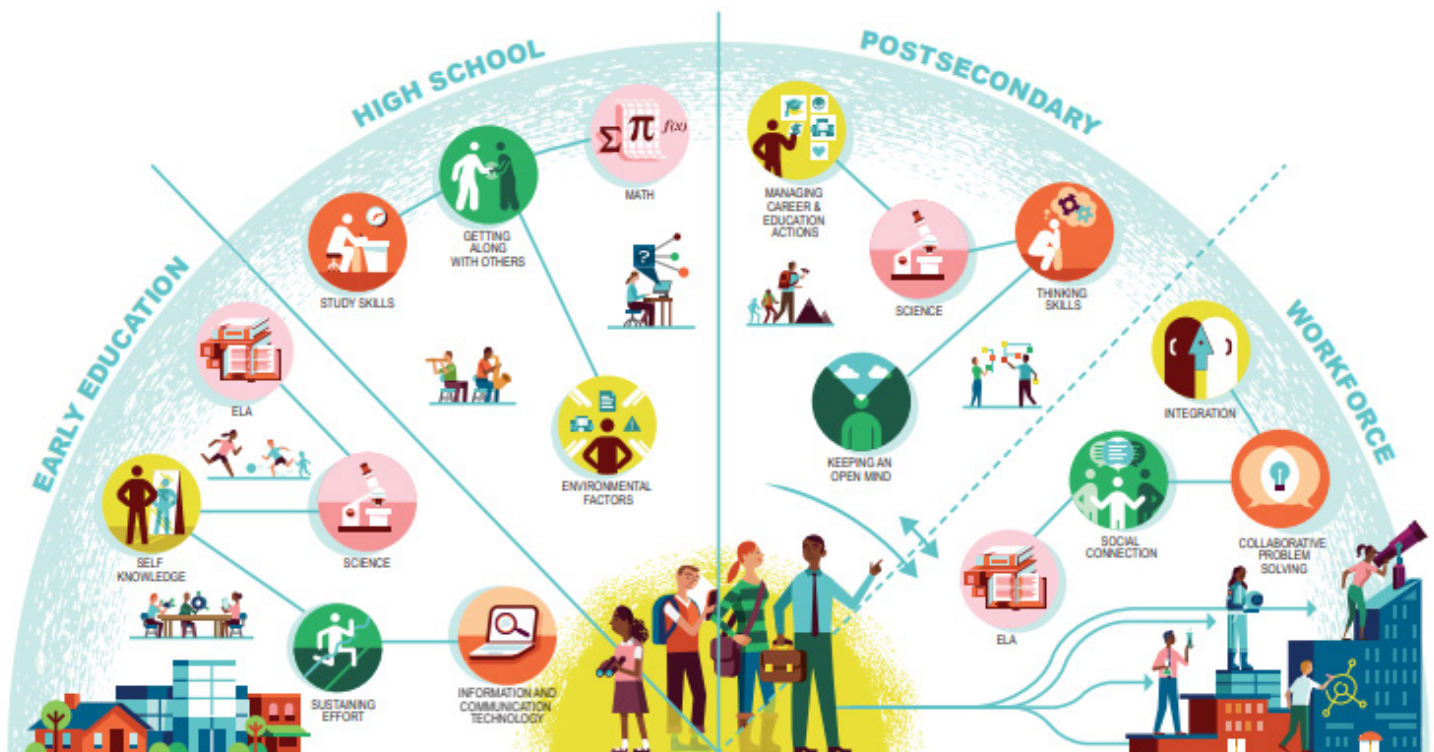 EARLY EDUCATION
ELA
SELF
KNOWLEDGE
SCIENCE
SUSTAINING
EFFORT
INFORMATION AND
COMMUNICATION
TECHNOLOGY
HIGH SCHOOL
STUDY SKILLS
GETTING
ALONG
WITH OTHERS
Σ π f(x)
MATH
?
ENVIRONMENTAL
FACTORS
POSTSECONDARY
MANAGING
CAREER &
EDUCATION
ACTIONS
SCIENCE
THINKING
SKILLS
KEEPING AN
OPEN MIND
WORKFORCE
INTEGRATION
SOCIAL
CONNECTION
COLLABORATIVE
PROBLEM
SOLVING
ELA